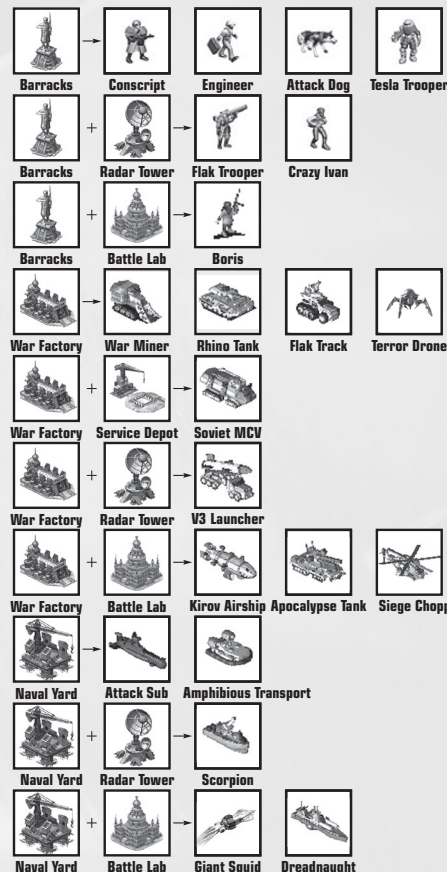 Barracks Conscript Engineer Attack Dog Tesla Trooper
Barracks Radar Tower Flak Trooper Crazy Ivan
Barracks Battle Lab Boris
War Factory War Miner Rhino Tank Flak Track Terror Drone
War Factory Service Depot Soviet MCV
War Factory Radar Tower V3 Launcher
War Factory Battle Lab Kirov Airship Apocalypse Tank Siege Chopp
Naval Yard Attack Sub Amphibious Transport
Naval Yard Radar Tower Scorpion
Naval Yard Battle Lab Giant Squid Dreadnaught